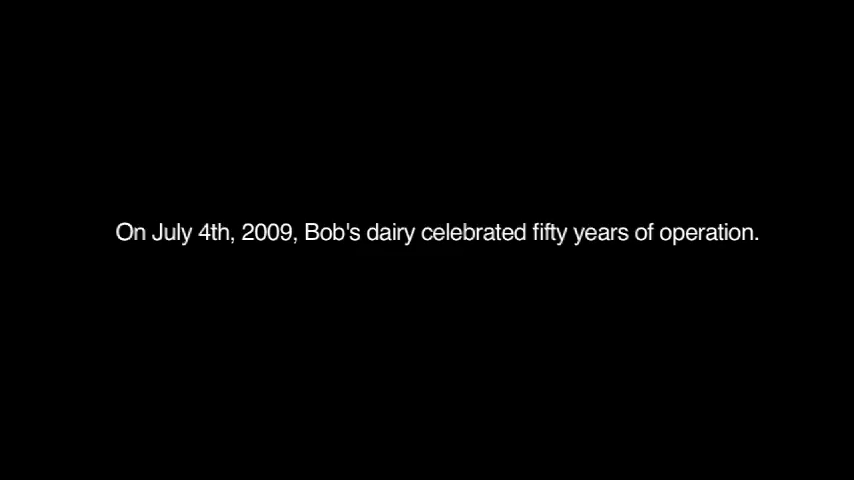 On July 4th, 2009, Bob's dairy celebrated fifty years of operation.